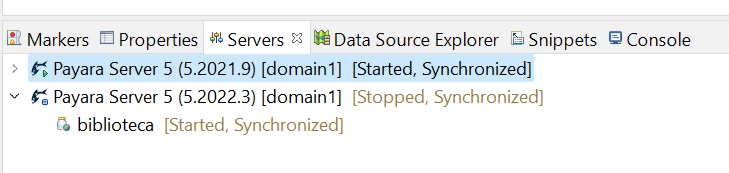 Markers Properties Servers Data Source Explorer Snippets Console
Payara Server 5 (5.2021.9) [domain1] [Started, Synchronized]
Payara Server 5 (5.2022.3) [domain1] [Stopped, Synchronized]
biblioteca [Started, Synchronized]